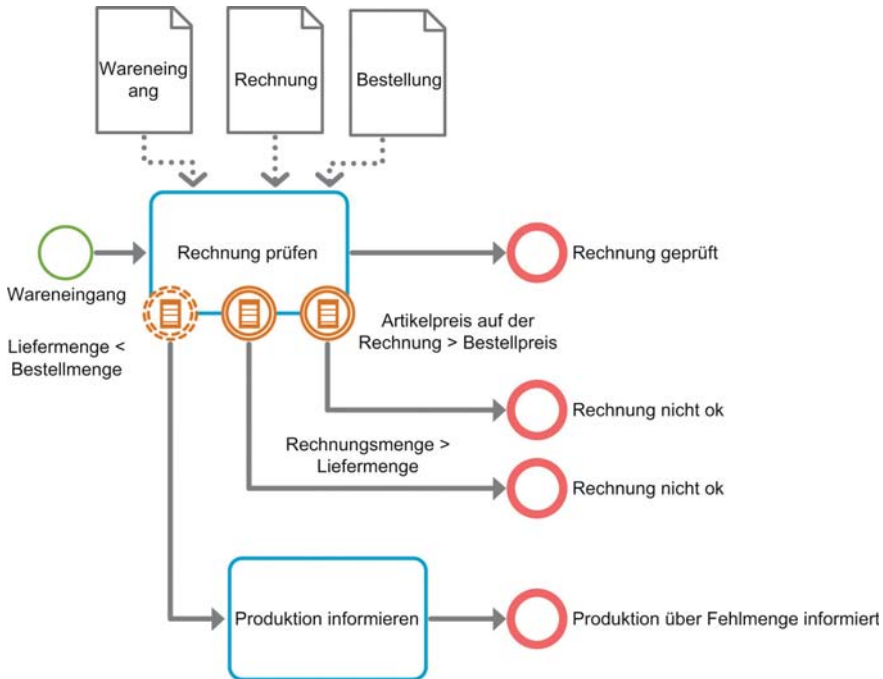 Wareneing
ang
Rechnung
Bestellung
Rechnung prüfen
Rechnung geprüft
Wareneingang
Liefermenge <
Bestellmenge
Artikelpreis auf der
Rechnung > Bestellpreis
Rechnung nicht ok
Rechnungsmenge >
Liefermenge
Rechnung nicht ok
Produktion informieren
Produktion über Fehlmenge informiert